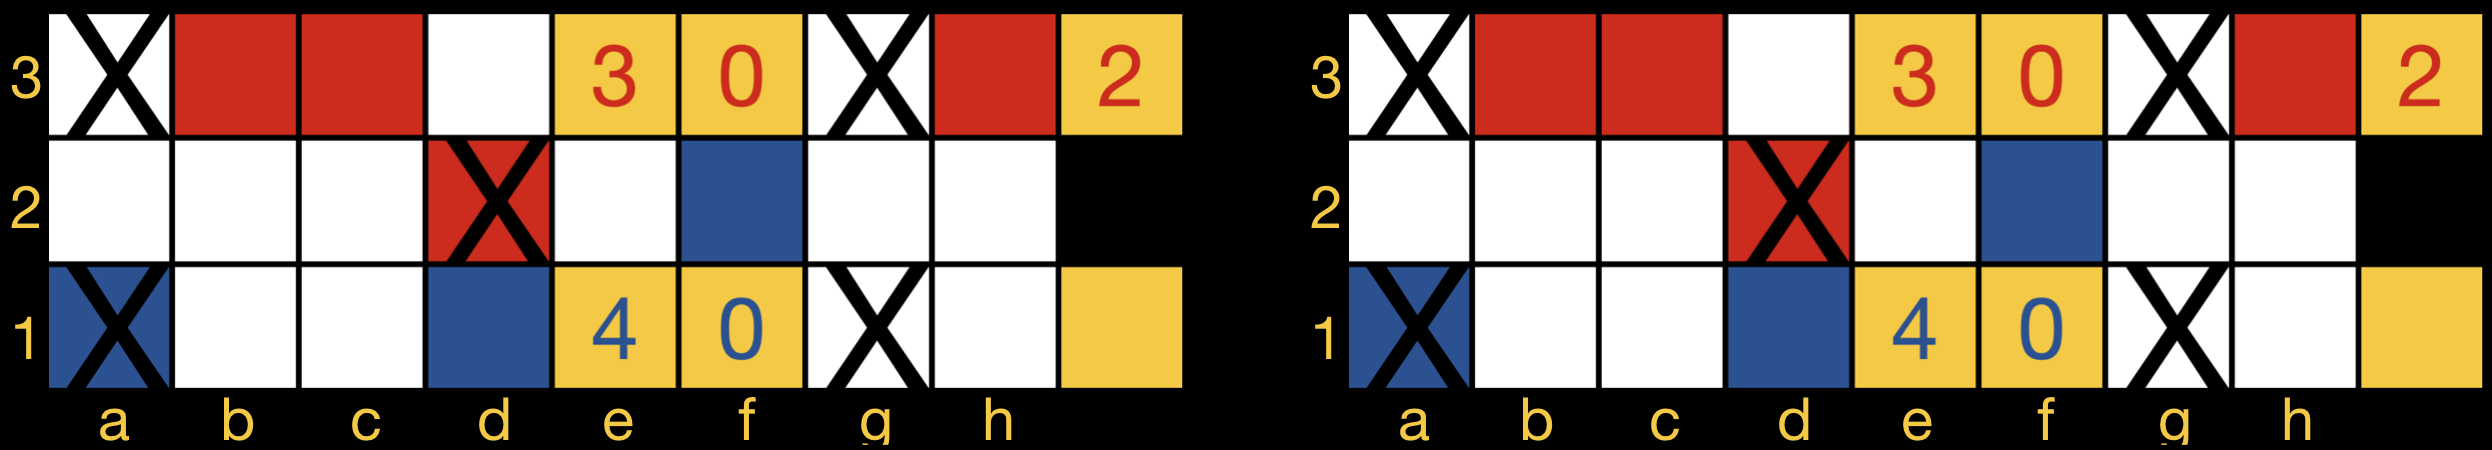 3 X 3 0 X 2 3 X 3 0 X 2
2 X 2 X
1 X 4 0 X 1 X 4 0 X
a b c d e f g h a b c d e f g h